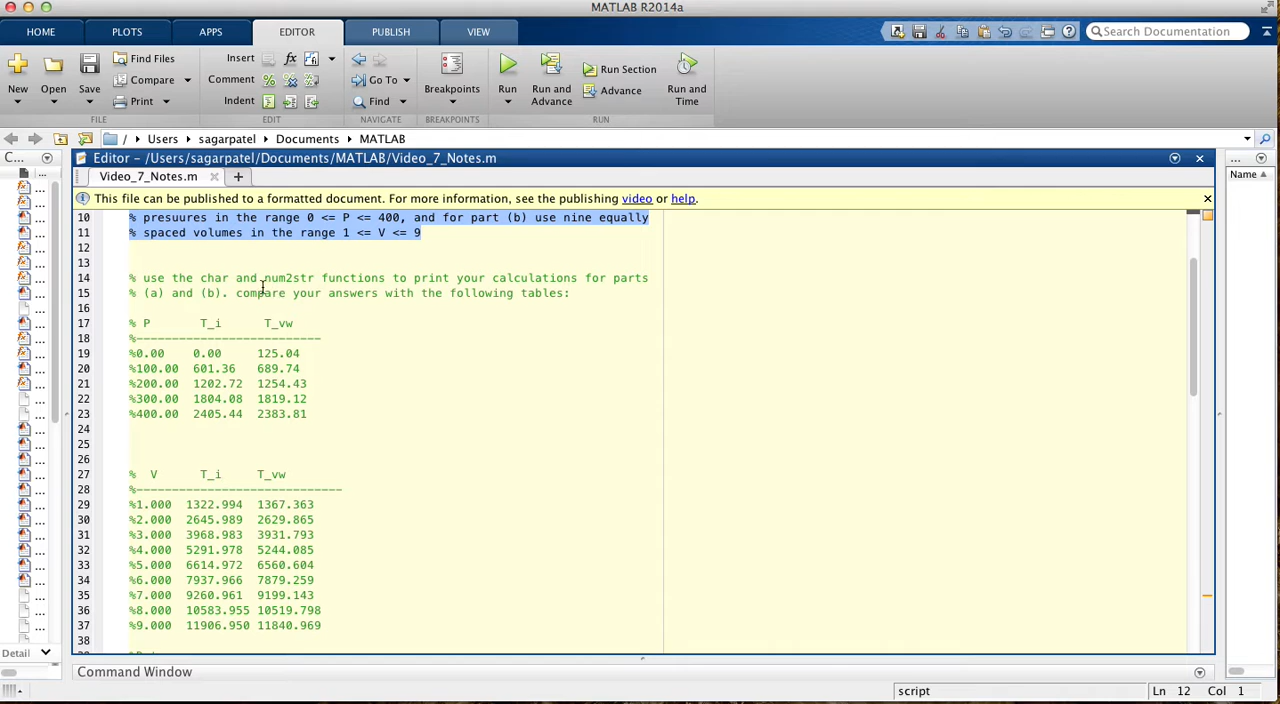 MATLAB R2014a
HOME PLOTS APPS EDITOR PUBLISH VIEW Search Documentation
New Open Save Find Files Compare Print
Insert fx Comment Indent
Go To Find
Breakpoints Run Run and Advance Run Section Advance Run and Time
FILE EDIT NAVIGATE BREAKPOINTS RUN
/ Users sagarpatel Documents MATLAB
C... Editor - /Users/sagarpatel/Documents/MATLAB/Video_7_Notes.m ...
... Video_7_Notes.m + Name
This file can be published to a formatted document. For more information, see the publishing video or help.
10 % presuures in the range 0 <= P <= 400, and for part (b) use nine equally
11 % spaced volumes in the range 1 <= V <= 9
12
13
14 % use the char and num2str functions to print your calculations for parts
15 % (a) and (b). compare your answers with the following tables:
16
17 % P T_i T_vw
18 %--------------------------
19 %0.00 0.00 125.04
20 %100.00 601.36 689.74
21 %200.00 1202.72 1254.43
22 %300.00 1804.08 1819.12
23 %400.00 2405.44 2383.81
24
25
26
27 % V T_i T_vw
28 %-----------------------------
29 %1.000 1322.994 1367.363
30 %2.000 2645.989 2629.865
31 %3.000 3968.983 3931.793
32 %4.000 5291.978 5244.085
33 %5.000 6614.972 6560.604
34 %6.000 7937.966 7879.259
35 %7.000 9260.961 9199.143
36 %8.000 10583.955 10519.798
37 %9.000 11906.950 11840.969
38
Detail
Command Window
script Ln 12 Col 1